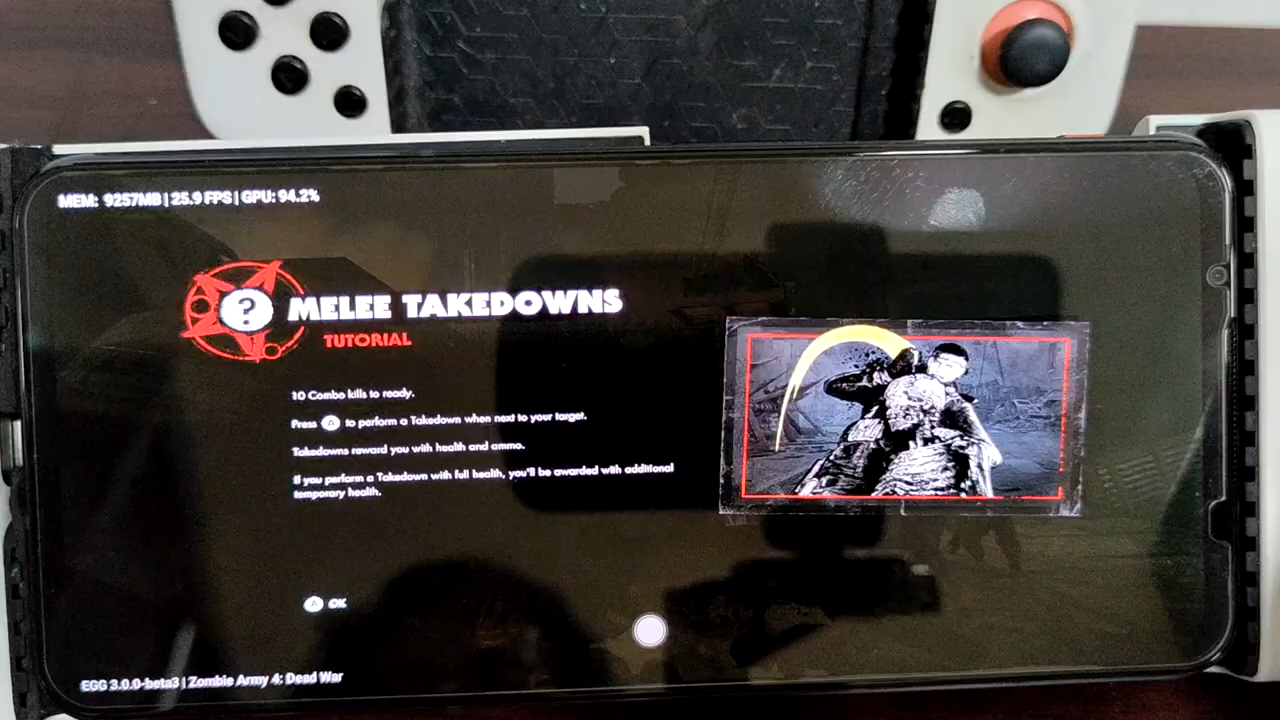 MEM: 9257MB | 25.9 FPS | GPU: 94.2%
? MELEE TAKEDOWNS
TUTORIAL
10 Combo kills to ready.
Press A to perform a Takedown when next to your target.
Takedowns reward you with health and ammo.
If you perform a Takedown with full health, you'll be awarded with additional
temporary health.
A OK
EGG 3.0.0-beta3 | Zombie Army 4: Dead War